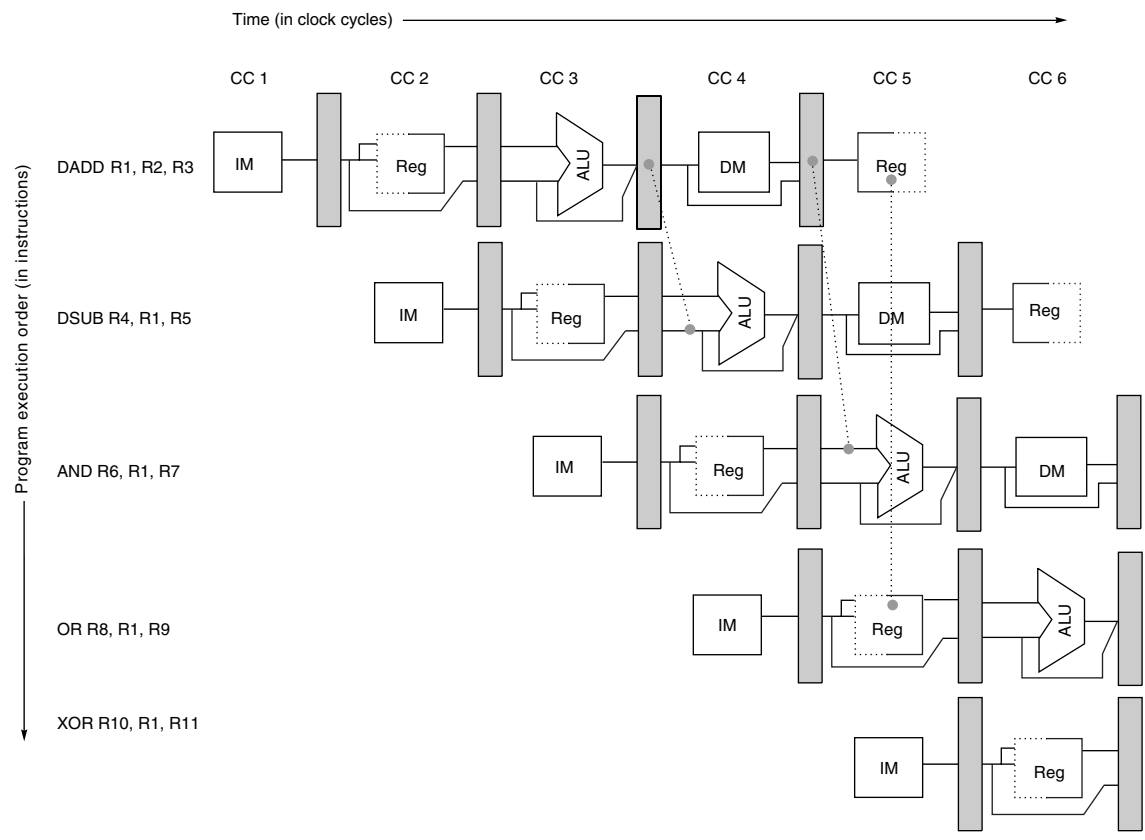 Time (in clock cycles)
CC 1 CC 2 CC 3 CC 4 CC 5 CC 6
Program execution order (in instructions)
DADD R1, R2, R3
IM Reg ALU DM Reg
DSUB R4, R1, R5
IM Reg ALU DM Reg
AND R6, R1, R7
IM Reg ALU DM
OR R8, R1, R9
IM Reg ALU
XOR R10, R1, R11
IM Reg